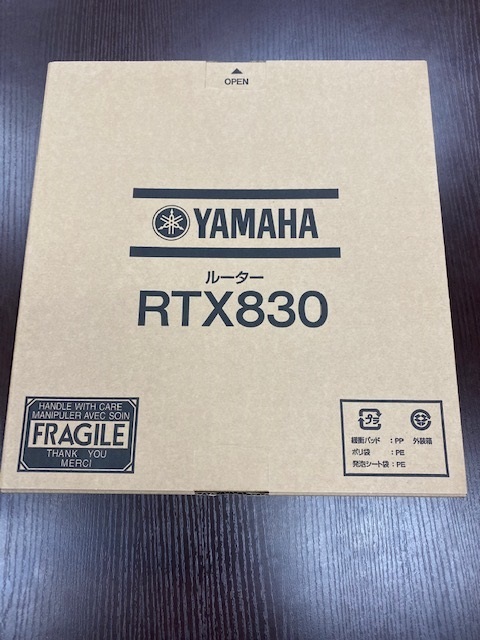 OPEN
YAMAHA
ルーター
RTX830
HANDLE WITH CARE
MANIPULER AVEC SOIN
FRAGILE
THANK YOU
MERCI
プラ
緩衝パッド：PP 外装箱
ポリ袋：PE
発泡シート袋：PE